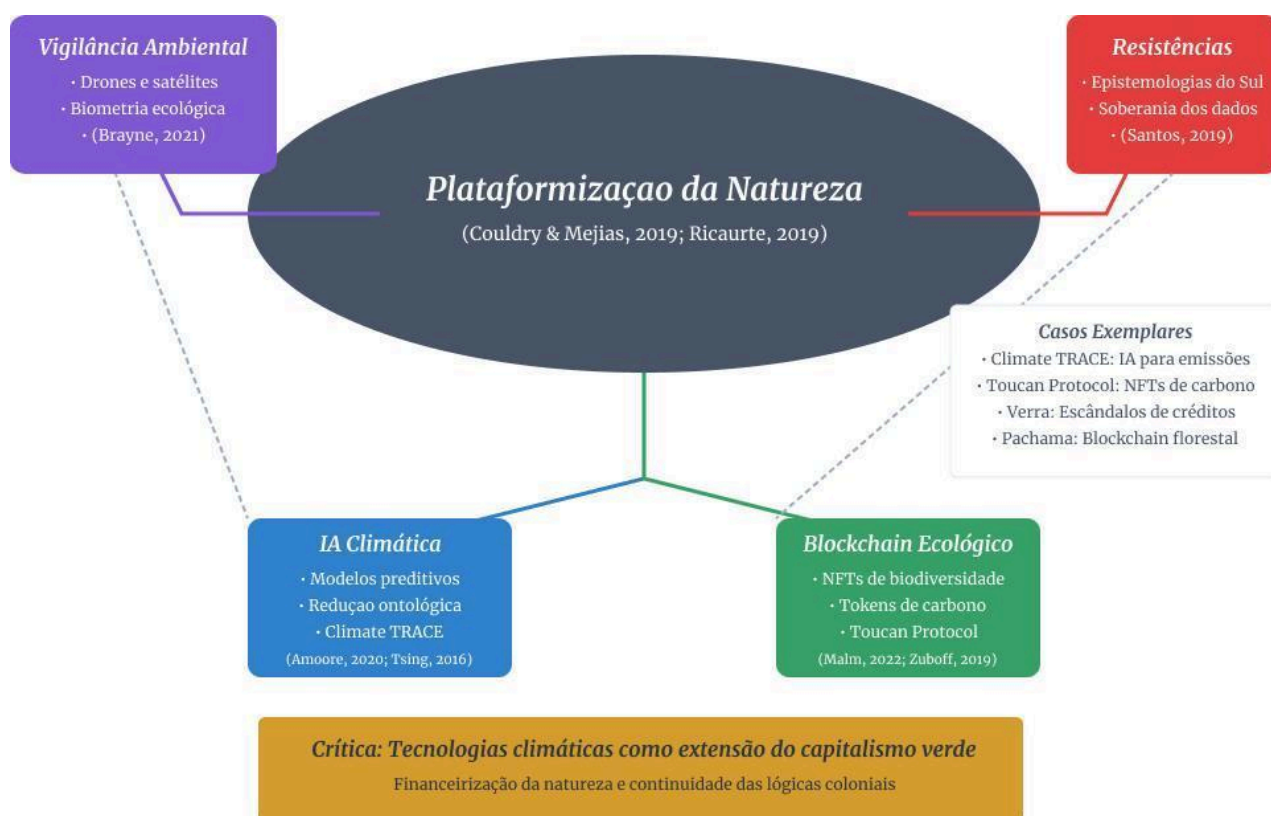 Vigilância Ambiental
· Drones e satélites
· Biometria ecológica
· (Brayne, 2021)
Resistências
· Epistemologias do Sul
· Soberania dos dados
· (Santos, 2019)
Plataformizaçao da Natureza
(Couldry & Mejias, 2019; Ricaurte, 2019)
Casos Exemplares
· Climate TRACE: IA para emissões
· Toucan Protocol: NFTs de carbono
· Verra: Escândalos de créditos
· Pachama: Blockchain florestal
IA Climática
· Modelos preditivos
· Reduçao ontológica
· Climate TRACE
(Amoore, 2020; Tsing, 2016)
Blockchain Ecológico
· NFTs de biodiversidade
· Tokens de carbono
· Toucan Protocol
(Malm, 2022; Zuboff, 2019)
Crítica: Tecnologias climáticas como extensão do capitalismo verde
Financeirização da natureza e continuidade das lógicas coloniais